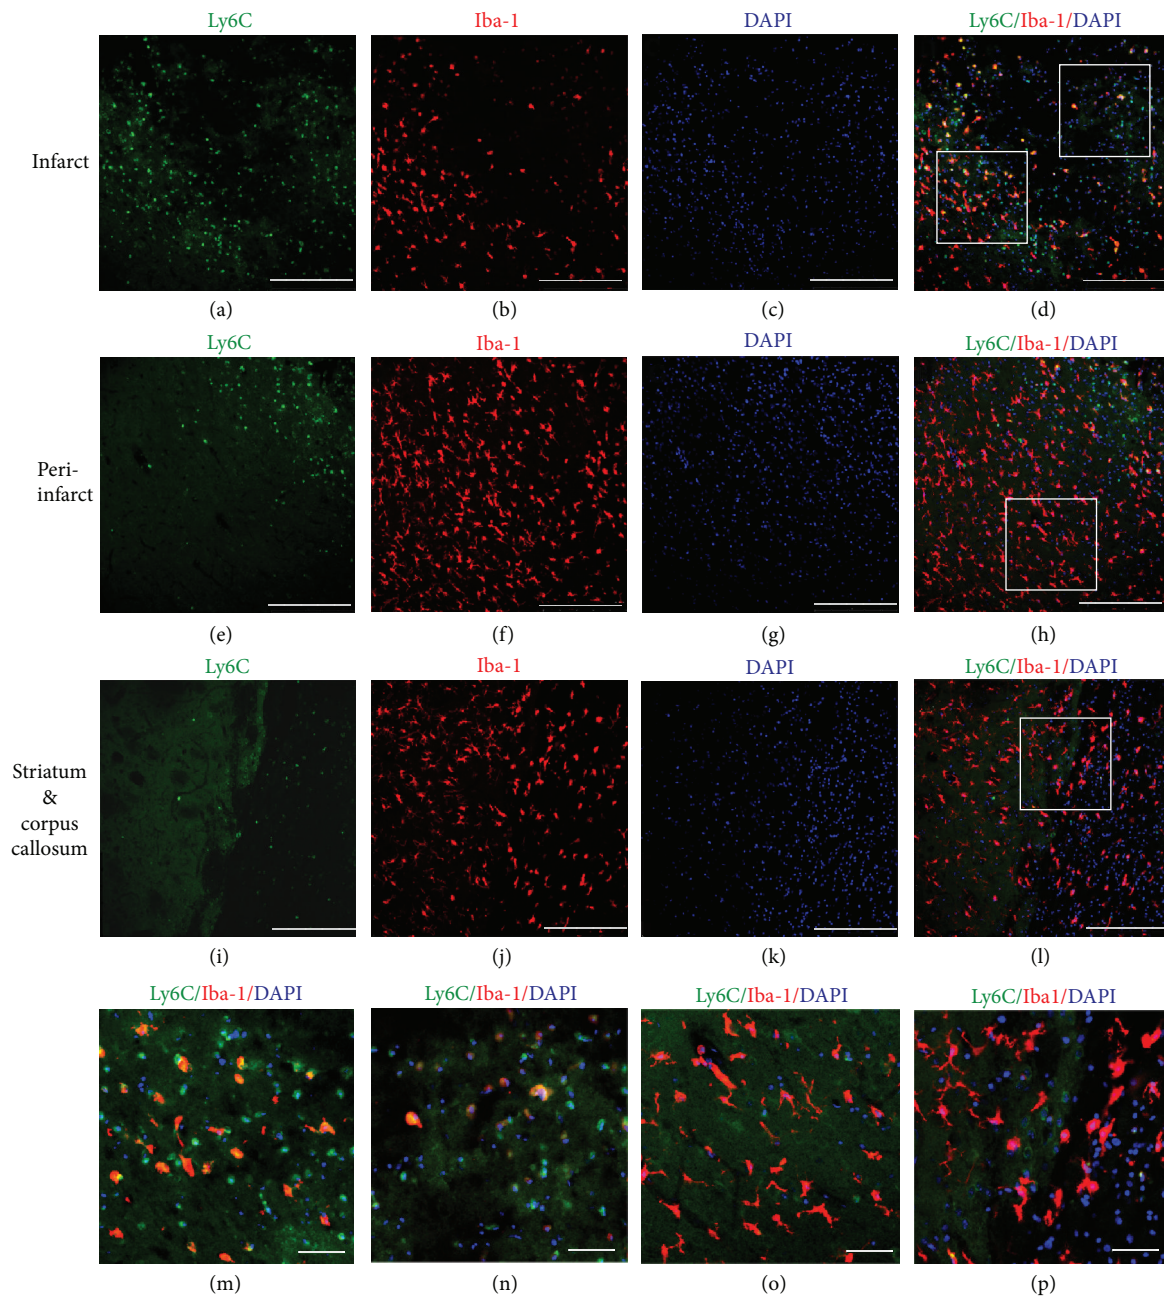 Ly6C Iba-1 DAPI Ly6C/Iba-1/DAPI
Infarct
(a) (b) (c) (d)
Ly6C Iba-1 DAPI Ly6C/Iba-1/DAPI
Peri-
infarct
(e) (f) (g) (h)
Ly6C Iba-1 DAPI Ly6C/Iba-1/DAPI
Striatum
&
corpus
callosum
(i) (j) (k) (l)
Ly6C/Iba-1/DAPI Ly6C/Iba-1/DAPI Ly6C/Iba-1/DAPI Ly6C/Iba1/DAPI
(m) (n) (o) (p)